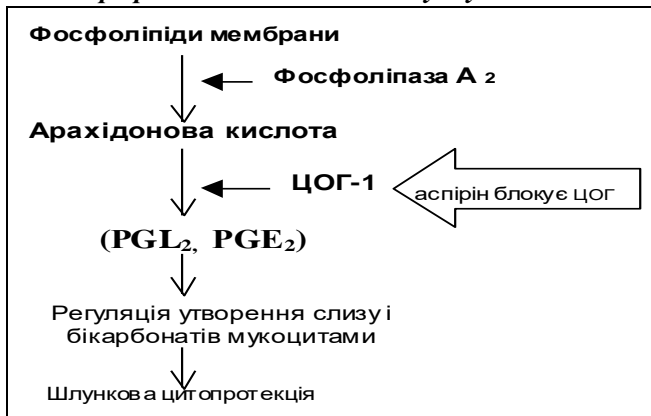 Фосфоліпіди мембрани
Фосфоліпаза А 2
Арахідонова кислота
ЦОГ-1
аспірін блокує ЦОГ
(PGL2, PGE2)
Регуляція утворення слизу і
бікарбонатів мукоцитами
Шлункова цитопротекція